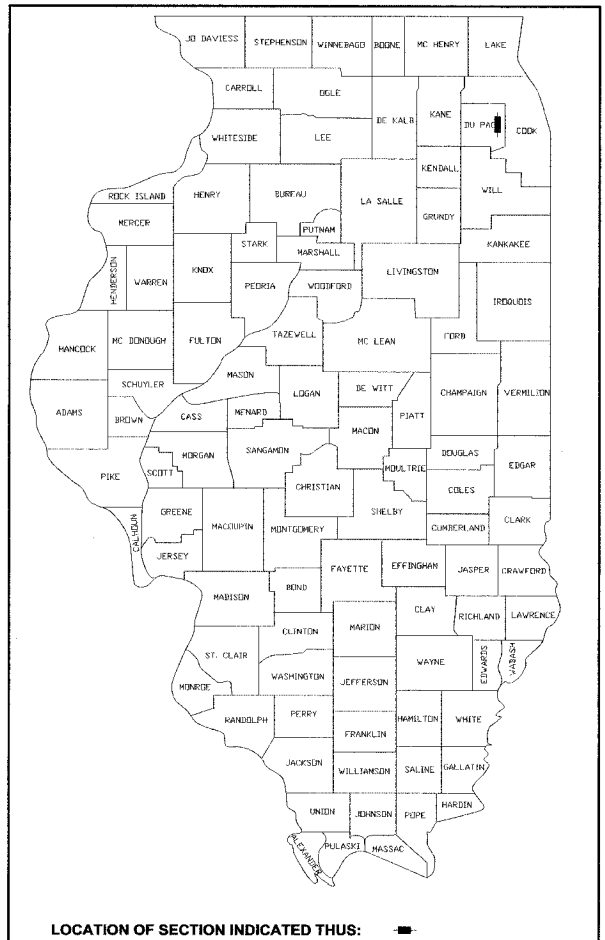 JO DAVIESS
STEPHENSON
WINNEBAGO
BOONE
MC HENRY
LAKE
CARROLL
OGLE
DE KALB
KANE
DU PAG
COOK
WHITESIDE
LEE
KENDALL
WILL
ROCK ISLAND
HENRY
BUREAU
LA SALLE
GRUNDY
MERCER
PUTNAM
KANKAKEE
STARK
MARSHALL
LIVINGSTON
HENDERSON
WARREN
KNOX
PEORIA
WOODFORD
IROQUOIS
TAZEWELL
MC LEAN
FORD
HANCOCK
MC DONOUGH
FULTON
MASON
SCHUYLER
LOGAN
DE WITT
CHAMPAIGN
VERMILION
ADAMS
BROWN
CASS
MENARD
PIATT
MACON
SANGAMON
MORGAN
DOUGLAS
MOULTRIE
EDGAR
PIKE
SCOTT
CHRISTIAN
COLES
SHELBY
GREENE
MACOUPIN
MONTGOMERY
CUMBERLAND
CLARK
CALHOUN
JERSEY
FAYETTE
EFFINGHAM
JASPER
CRAWFORD
MADISON
BOND
CLAY
RICHLAND
LAWRENCE
CLINTON
MARION
ST. CLAIR
WAYNE
EDWARDS
WABASH
WASHINGTON
JEFFERSON
MONROE
RANDOLPH
PERRY
HAMILTON
WHITE
FRANKLIN
JACKSON
WILLIAMSON
SALINE
GALLATIN
HARDIN
UNION
JOHNSON
POPE
ALEXANDER
PULASKI
MASSAC
LOCATION OF SECTION INDICATED THUS: